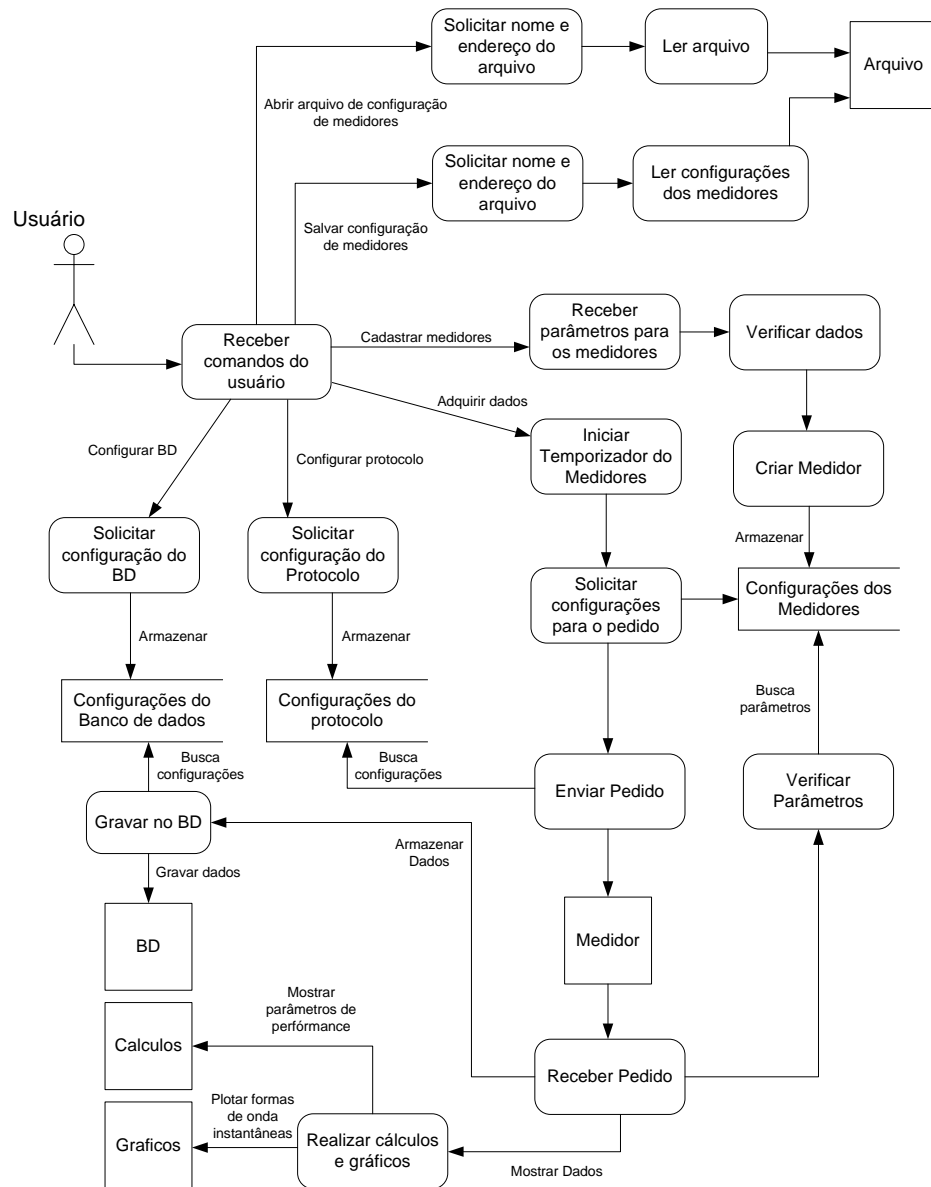 Solicitar nome e
endereço do
arquivo
Ler arquivo
Arquivo
Abrir arquivo de configuração
de medidores
Solicitar nome e
endereço do
arquivo
Ler configurações
dos medidores
Usuário
Salvar configuração
de medidores
Receber
comandos do
usuário
Cadastrar medidores
Receber
parâmetros para
os medidores
Verificar dados
Adquirir dados
Iniciar
Temporizador do
Medidores
Criar Medidor
Configurar BD
Configurar protocolo
Solicitar
configuração do
BD
Solicitar
configuração do
Protocolo
Armazenar
Solicitar
configurações
para o pedido
Configurações dos
Medidores
Armazenar
Armazenar
Configurações do
Banco de dados
Configurações do
protocolo
Busca
parâmetros
Busca
configurações
Busca
configurações
Enviar Pedido
Verificar
Parâmetros
Gravar no BD
Armazenar
Dados
Gravar dados
BD
Medidor
Mostrar
parâmetros de
perfórmance
Calculos
Receber Pedido
Plotar formas
de onda
instantâneas
Graficos
Realizar cálculos
e gráficos
Mostrar Dados